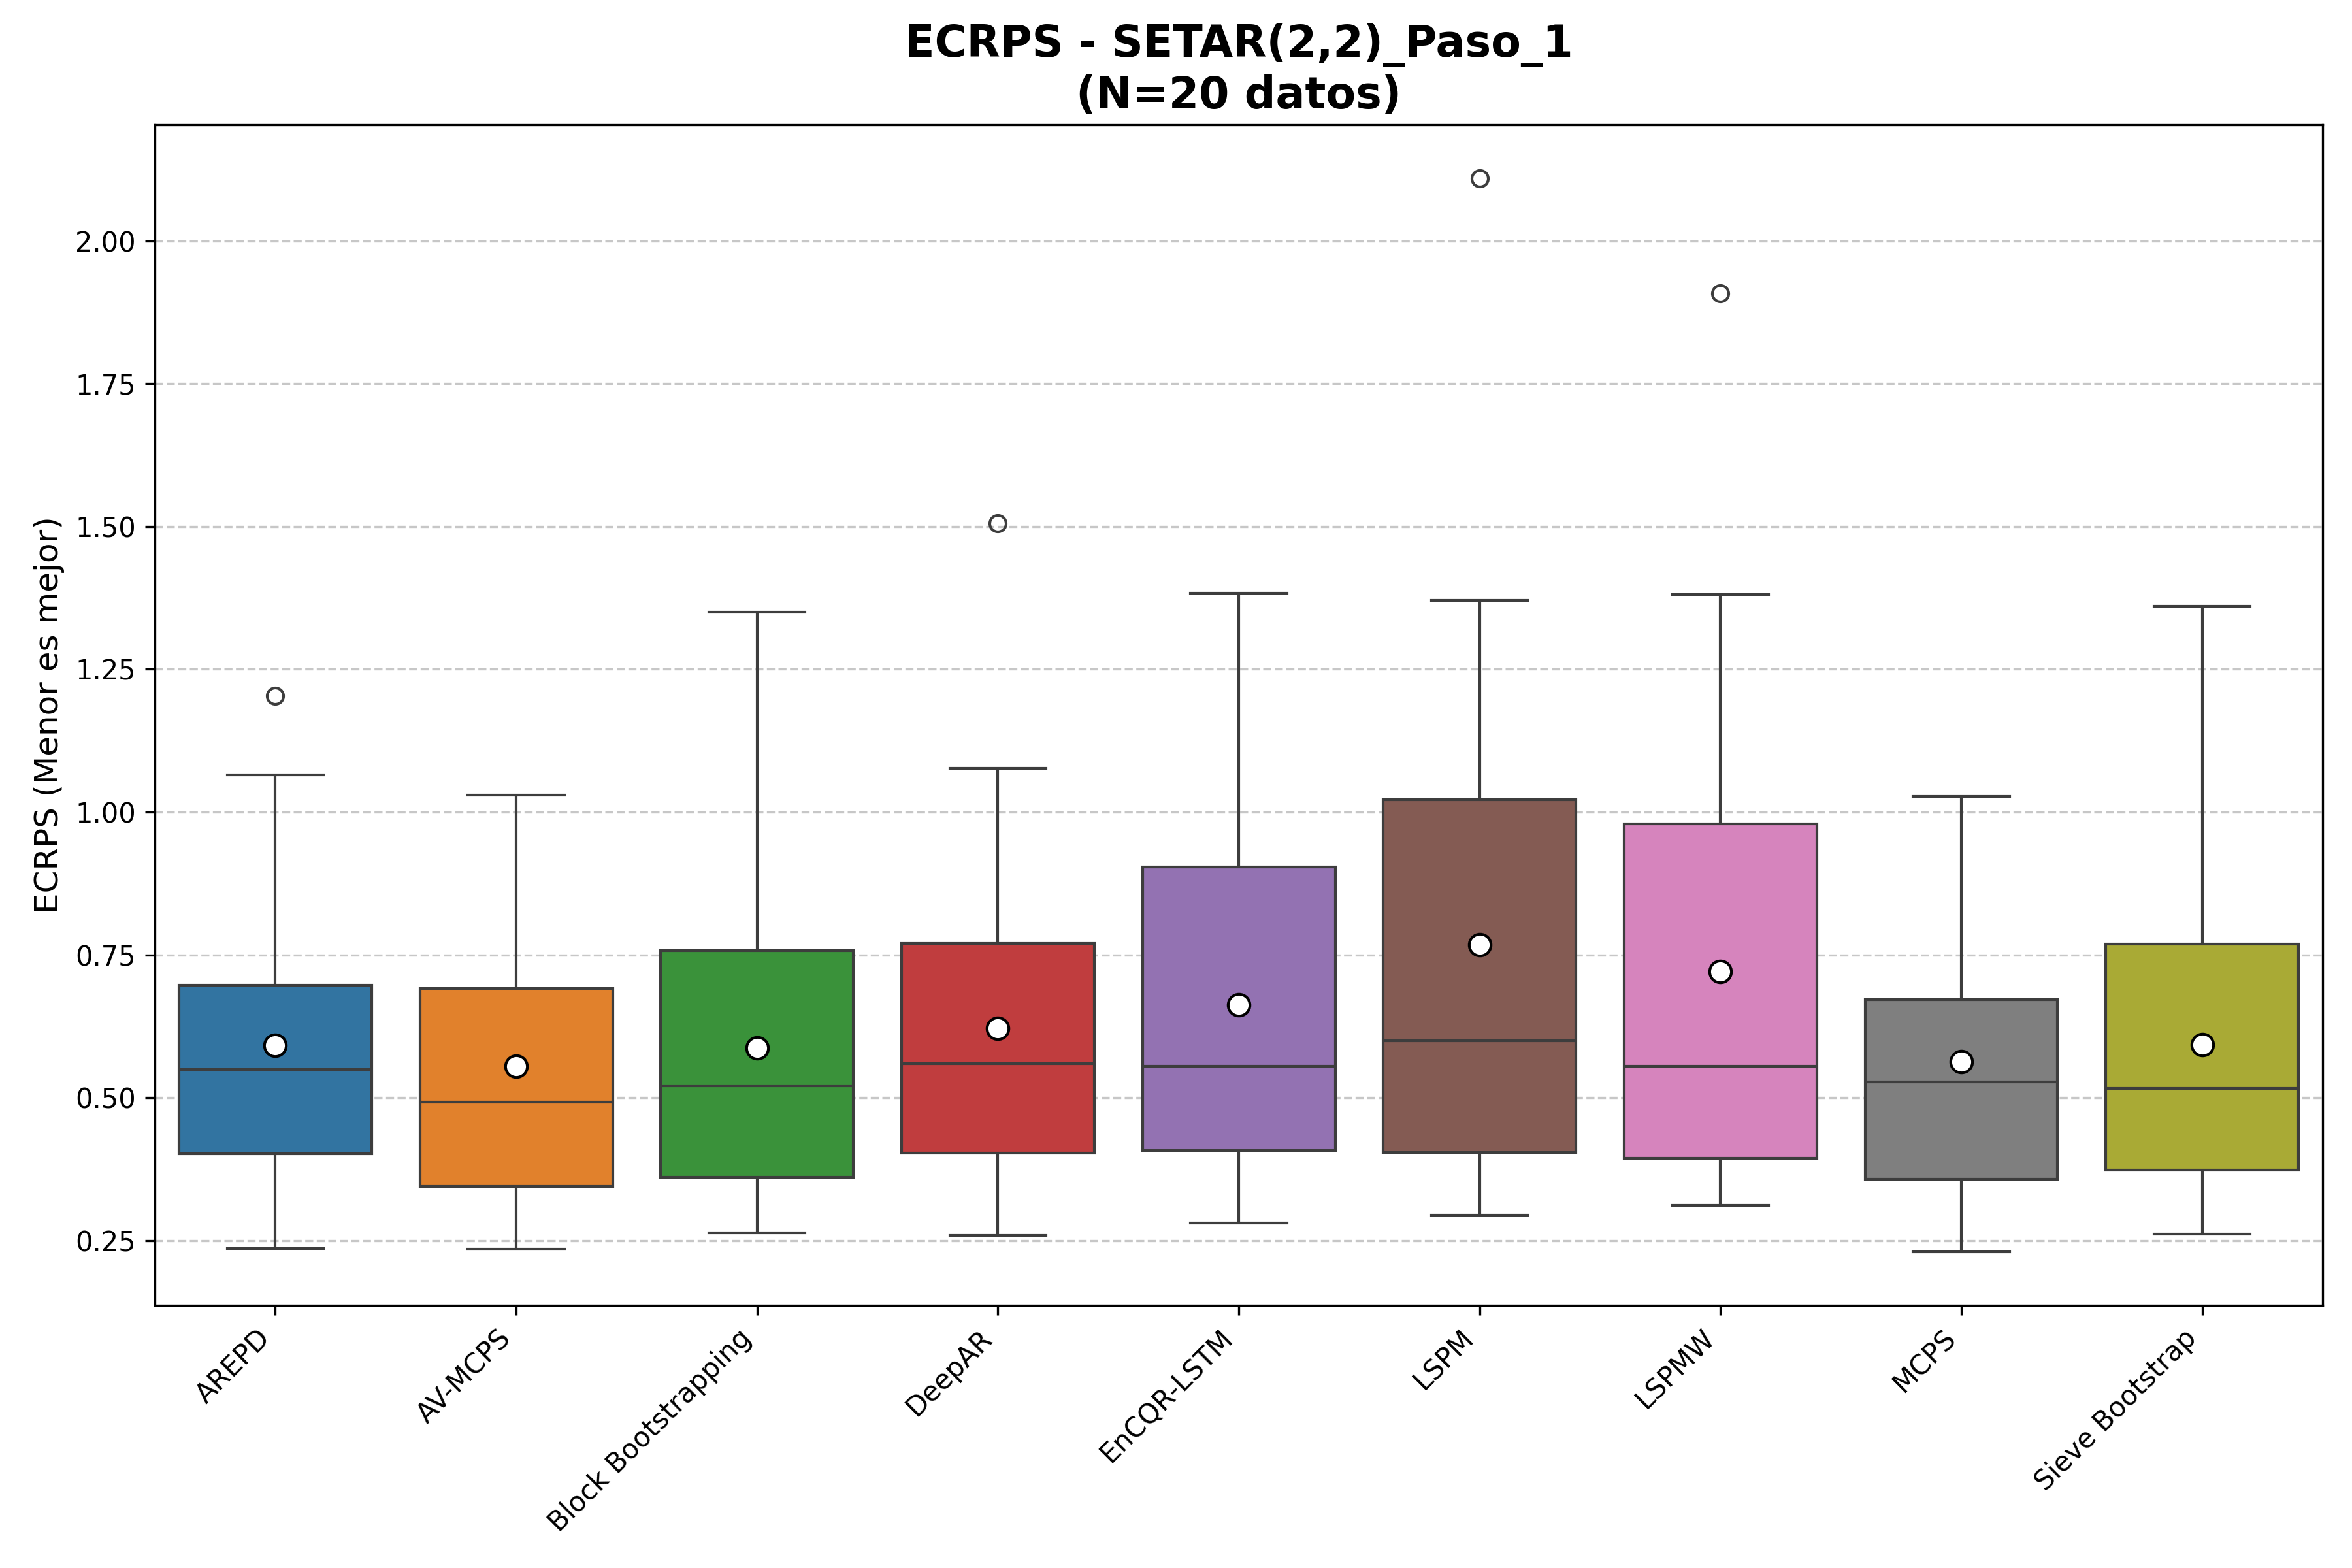 ECRPS - SETAR(2,2)_Paso_1
(N=20 datos)
ECRPS (Menor es mejor)
2.00
1.75
1.50
1.25
1.00
0.75
0.50
0.25
AREPD
AV-MCPS
Block Bootstrapping
DeepAR
EnCQR-LSTM
LSPM
LSPMW
MCPS
Sieve Bootstrap